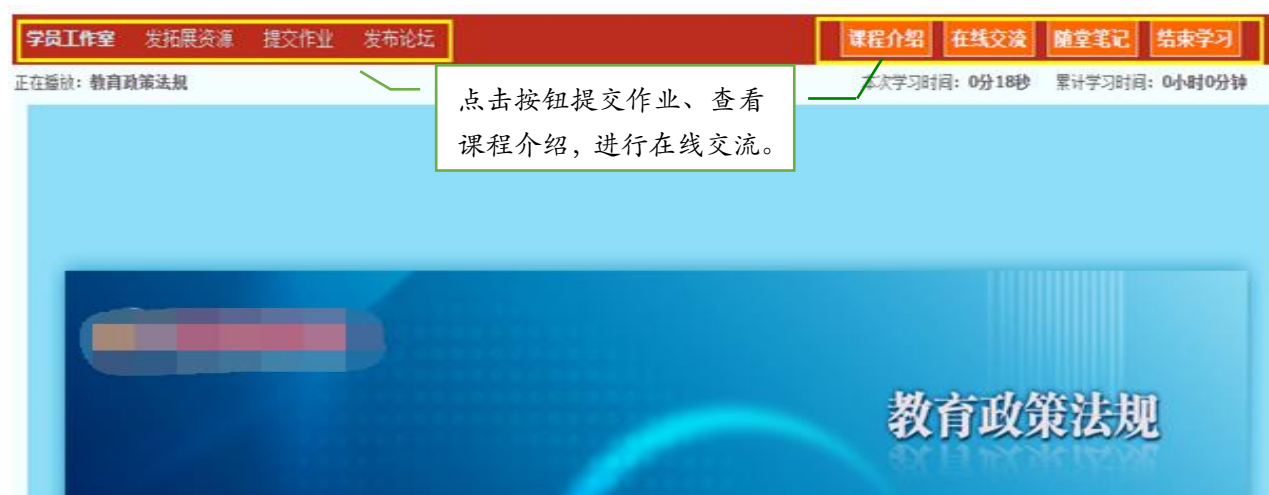 学员工作室 发拓展资源 提交作业 发布论坛 课程介绍 在线交流 随堂笔记 结束学习
正在播放：教育政策法规 本次学习时间：0分18秒 累计学习时间：0小时0分钟
点击按钮提交作业、查看
课程介绍，进行在线交流。
教育政策法规